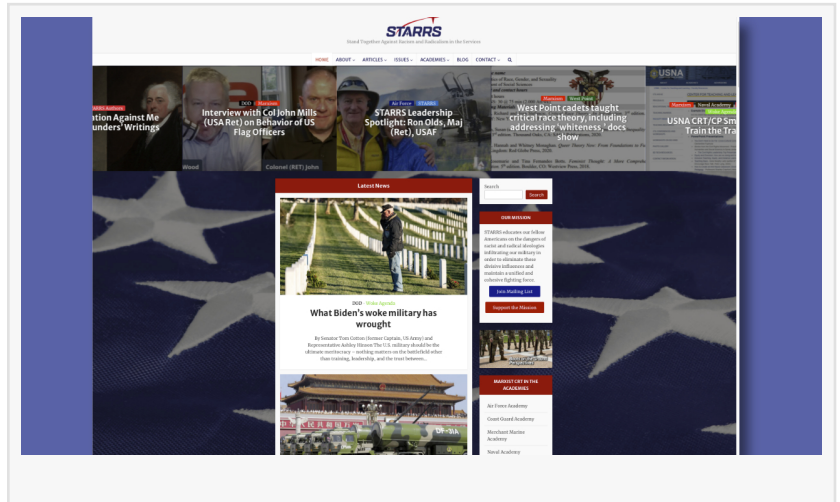 STARRS
Stand Together Against Racism and Radicalism in the Services
HOME ABOUT ARTICLES ISSUES ACADEMIES BLOG CONTACT
STARRS Authors
ation Against Me
unders' Writings
DOD Marxism
Interview with Col John Mills
(USA Ret) on Behavior of US
Flag Officers
Wood
Colonel (RET) John
Air Force STARRS
STARRS Leadership
Spotlight: Ron Olds, Maj
(Ret), USAF
Marxism West Point
West Point cadets taught
critical race theory, including
addressing 'whiteness,' docs
show
USNA
Marxism Naval Academy
Woke Agenda
USNA CRT/CP Sm
Train the Tra
Latest News
DOD · Woke Agenda
What Biden's woke military has
wrought
By Senator Tom Cotton (former Captain, US Army) and
Representative Ashley Hinson The U.S. military should be the
ultimate meritocracy – nothing matters on the battlefield other
than training, leadership, and the trust between...
Search
Search
OUR MISSION
STARRS educates our fellow
Americans on the dangers of
racist and radical ideologies
infiltrating our military in
order to eliminate these
divisive influences and
maintain a unified and
cohesive fighting force.
Join Mailing List
Support the Mission
MARXIST CRT IN THE
ACADEMIES
Air Force Academy
Coast Guard Academy
Merchant Marine
Academy
Naval Academy